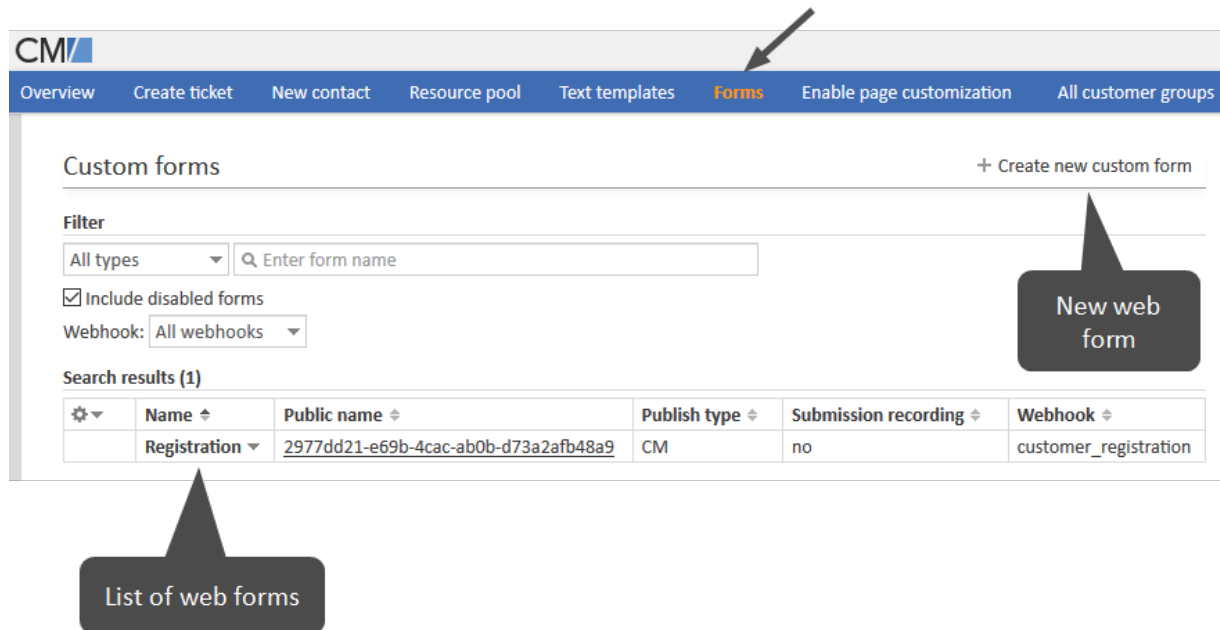 CM/
Overview Create ticket New contact Resource pool Text templates Forms Enable page customization All customer groups
Custom forms + Create new custom form
Filter
All types Enter form name
Include disabled forms
Webhook: All webhooks
New web
form
Search results (1)
Name Public name Publish type Submission recording Webhook
Registration 2977dd21-e69b-4cac-ab0b-d73a2afb48a9 CM no customer_registration
List of web forms